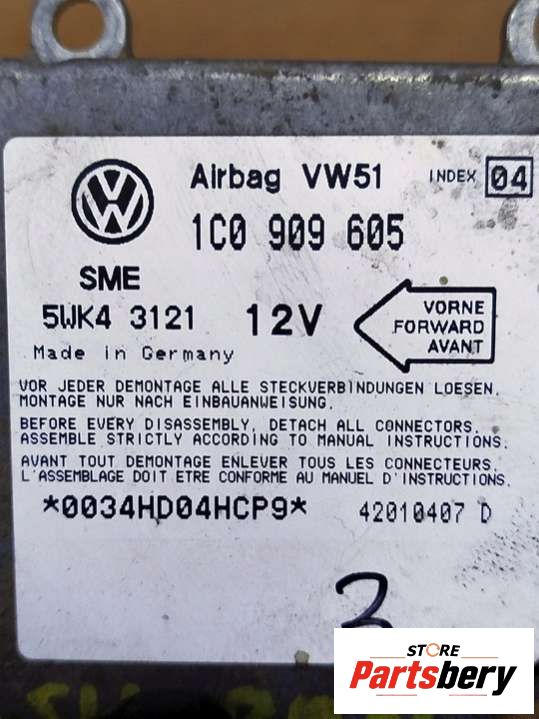 Airbag VW51 INDEX 04
1C0 909 605
SME
5WK4 3121 12V
VORNE
FORWARD
AVANT
Made in Germany
VOR JEDER DEMONTAGE ALLE STECKVERBINDUNGEN LOESEN.
MONTAGE NUR NACH EINBAUANWEISUNG.
BEFORE EVERY DISASSEMBLY, DETACH ALL CONNECTORS.
ASSEMBLE STRICTLY ACCORDING TO MANUAL INSTRUCTIONS.
AVANT TOUT DEMONTAGE ENLEVER TOUS LES CONNECTEURS.
L'ASSEMBLAGE DOIT ETRE CONFORME AU MANUEL D'INSTRUCTIONS.
*0034HD04HCP9* 42010407 D
3
STORE
Partsbery